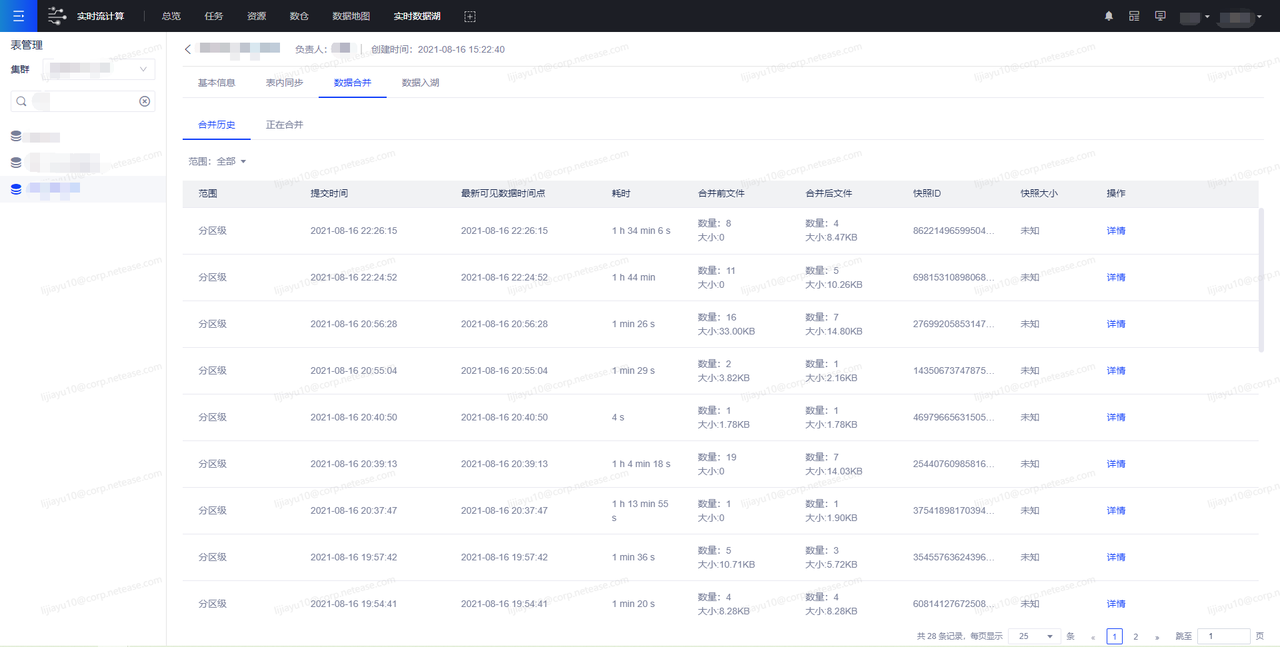 实时流计算 总览 任务 资源 数仓 数据地图 实时数据湖
表管理
集群
负责人： 创建时间：2021-08-16 15:22:40
基本信息 表内同步 数据合并 数据入湖
合并历史 正在合并
范围：全部
范围 提交时间 最新可见数据时间点 耗时 合并前文件 合并后文件 快照ID 快照大小 操作
分区级 2021-08-16 22:26:15 2021-08-16 22:26:15 1 h 34 min 6 s 数量：8 数量：4 86221496599504... 未知 详情
大小:0 大小:8.47KB
分区级 2021-08-16 22:24:52 2021-08-16 22:24:52 1 h 44 min 数量：11 数量：5 69815310898068... 未知 详情
大小:0 大小:10.26KB
分区级 2021-08-16 20:56:28 2021-08-16 20:56:28 1 min 26 s 数量：16 数量：7 27699205853147... 未知 详情
大小:33.00KB 大小:14.80KB
分区级 2021-08-16 20:55:04 2021-08-16 20:55:04 1 min 29 s 数量：2 数量：1 14350673747875... 未知 详情
大小:3.82KB 大小:2.16KB
分区级 2021-08-16 20:40:50 2021-08-16 20:40:50 4 s 数量：1 数量：1 46979665631505... 未知 详情
大小:1.78KB 大小:1.78KB
分区级 2021-08-16 20:39:13 2021-08-16 20:39:13 1 h 4 min 18 s 数量：19 数量：7 25440760985816... 未知 详情
大小:0 大小:14.03KB
分区级 2021-08-16 20:37:47 2021-08-16 20:37:47 1 h 13 min 55 s 数量：1 数量：1 37541898170394... 未知 详情
大小:0 大小:1.90KB
分区级 2021-08-16 19:57:42 2021-08-16 19:57:42 1 min 36 s 数量：5 数量：3 35455763624396... 未知 详情
大小:10.71KB 大小:5.72KB
分区级 2021-08-16 19:54:41 2021-08-16 19:54:41 1 min 20 s 数量：4 数量：4 60814127672508... 未知 详情
大小:8.28KB 大小:8.28KB
共 28 条记录，每页显示 25 条 « 1 2 » 跳至 1 页
lijiayu10@corp.netease.com